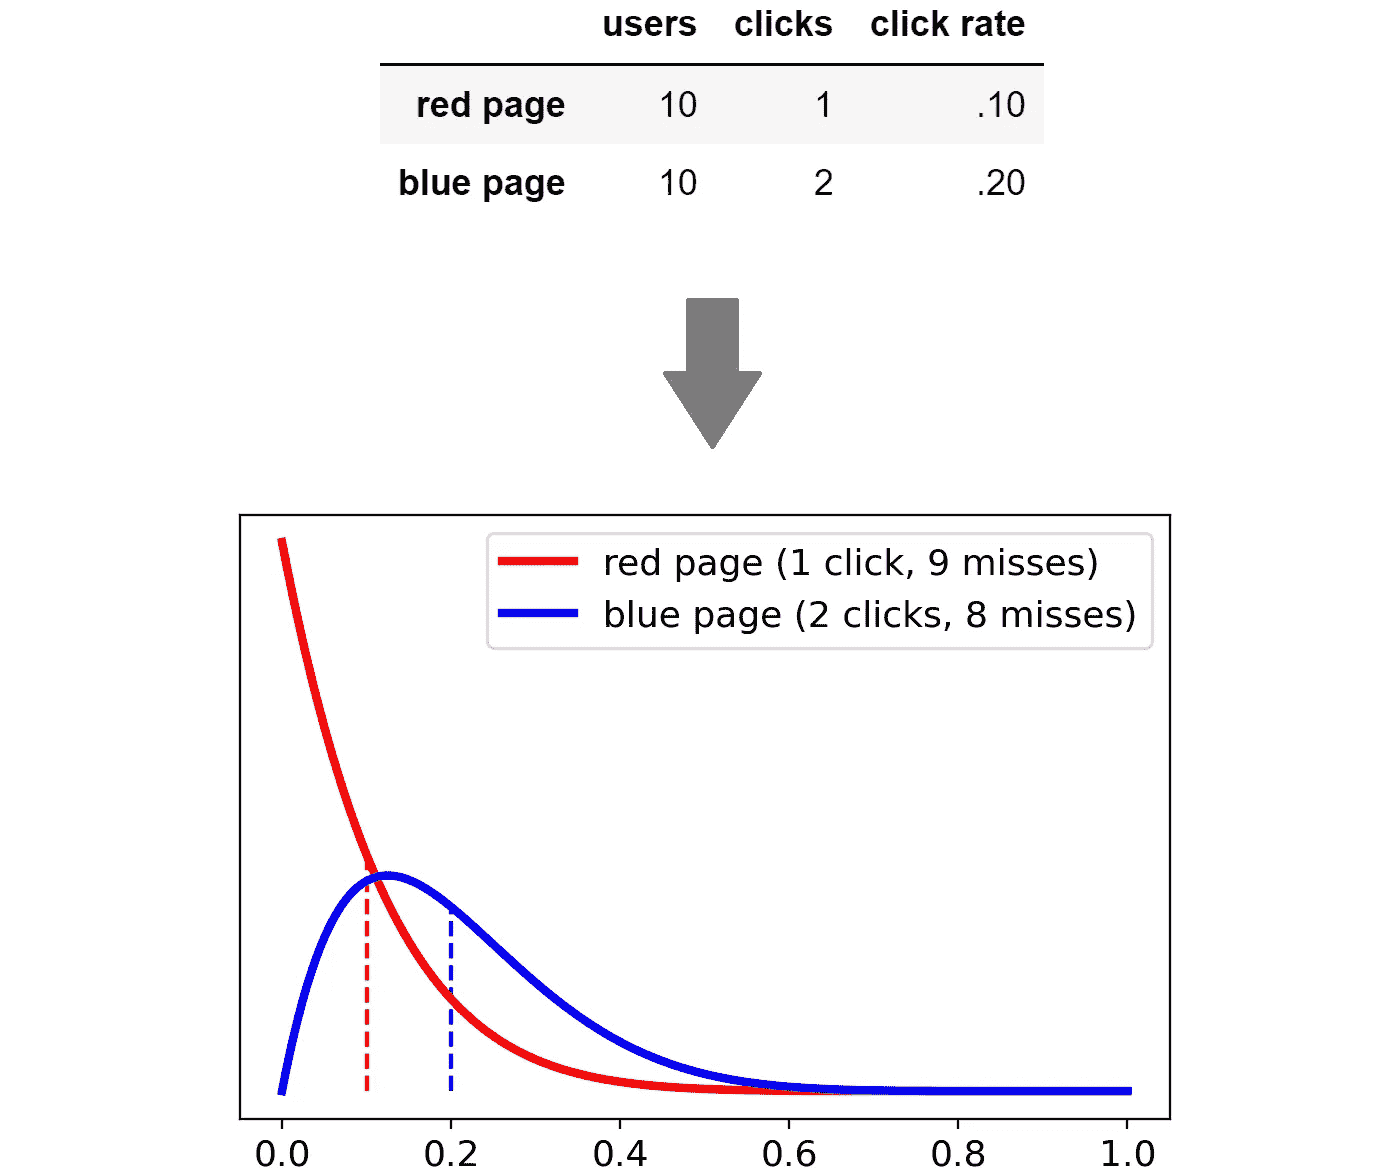 users clicks click rate
red page 10 1 .10
blue page 10 2 .20
red page (1 click, 9 misses)
blue page (2 clicks, 8 misses)
0.0 0.2 0.4 0.6 0.8 1.0